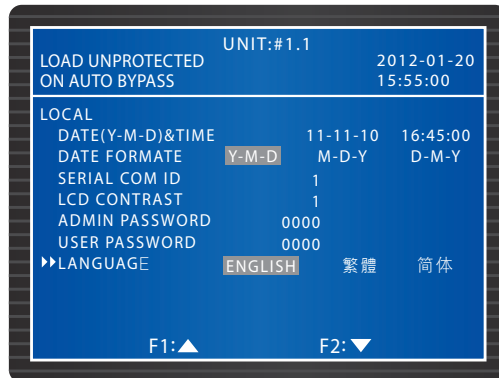 UNIT:#1.1
LOAD UNPROTECTED 2012-01-20
ON AUTO BYPASS 15:55:00
LOCAL
DATE(Y-M-D)&TIME 11-11-10 16:45:00
DATE FORMATE Y-M-D M-D-Y D-M-Y
SERIAL COM ID 1
LCD CONTRAST 1
ADMIN PASSWORD 0000
USER PASSWORD 0000
LANGUAGE ENGLISH 繁體 简体
F1: F2: